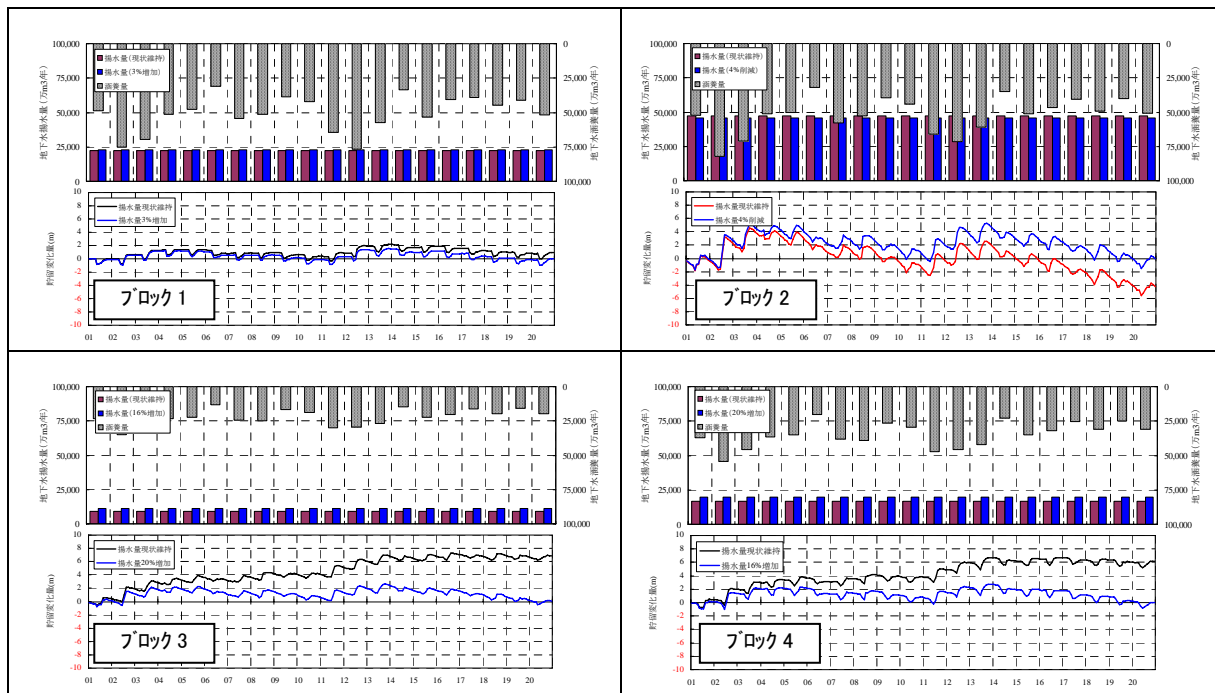 100,000
75,000
50,000
25,000
0
地下水揚水量(万m3/年)
揚水量(現状維持)
揚水量(3%増加)
涵養量
0
25,000
50,000
75,000
100,000
地下水涵養量(万m3/年)
10
8
6
4
2
0
-2
-4
-6
-8
-10
貯留変化量(m)
揚水量現状維持
揚水量3%増加
ブロック 1
01 02 03 04 05 06 07 08 09 10 11 12 13 14 15 16 17 18 19 20
100,000
75,000
50,000
25,000
0
地下水揚水量(万m3/年)
揚水量(現状維持)
揚水量(4%削減)
涵養量
0
25,000
50,000
75,000
100,000
地下水涵養量(万m3/年)
10
8
6
4
2
0
-2
-4
-6
-8
-10
貯留変化量(m)
揚水量現状維持
揚水量4%削減
ブロック 2
01 02 03 04 05 06 07 08 09 10 11 12 13 14 15 16 17 18 19 20
100,000
75,000
50,000
25,000
0
地下水揚水量(万m3/年)
揚水量(現状維持)
揚水量(16%増加)
涵養量
0
25,000
50,000
75,000
100,000
地下水涵養量(万m3/年)
10
8
6
4
2
0
-2
-4
-6
-8
-10
貯留変化量(m)
揚水量現状維持
揚水量20%増加
ブロック 3
01 02 03 04 05 06 07 08 09 10 11 12 13 14 15 16 17 18 19 20
100,000
75,000
50,000
25,000
0
地下水揚水量(万m3/年)
揚水量(現状維持)
揚水量(20%増加)
涵養量
0
25,000
50,000
75,000
100,000
地下水涵養量(万m3/年)
10
8
6
4
2
0
-2
-4
-6
-8
-10
貯留変化量(m)
揚水量現状維持
揚水量16%増加
ブロック 4
01 02 03 04 05 06 07 08 09 10 11 12 13 14 15 16 17 18 19 20